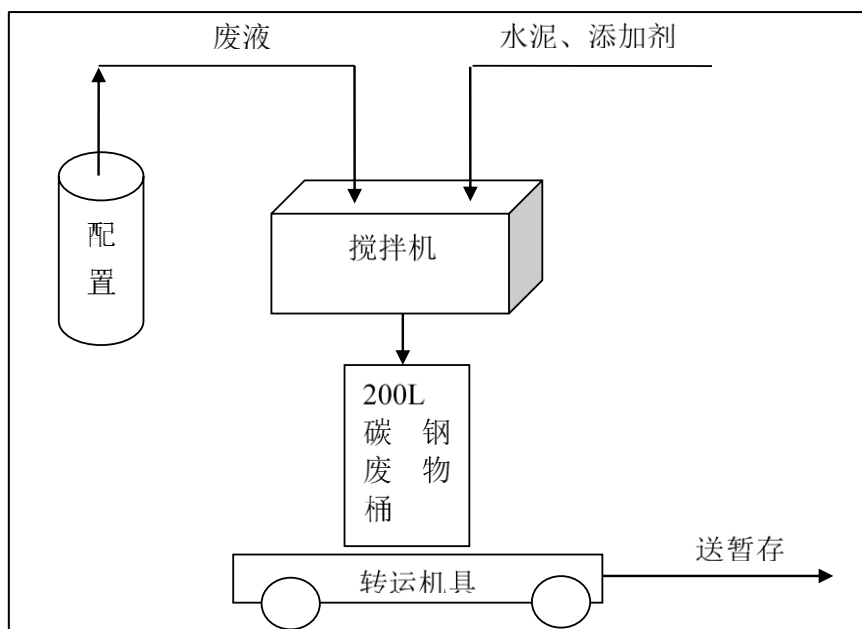 废液
水泥、添加剂
配
置
搅拌机
200L
碳 钢
废 物
桶
转运机具
送暂存